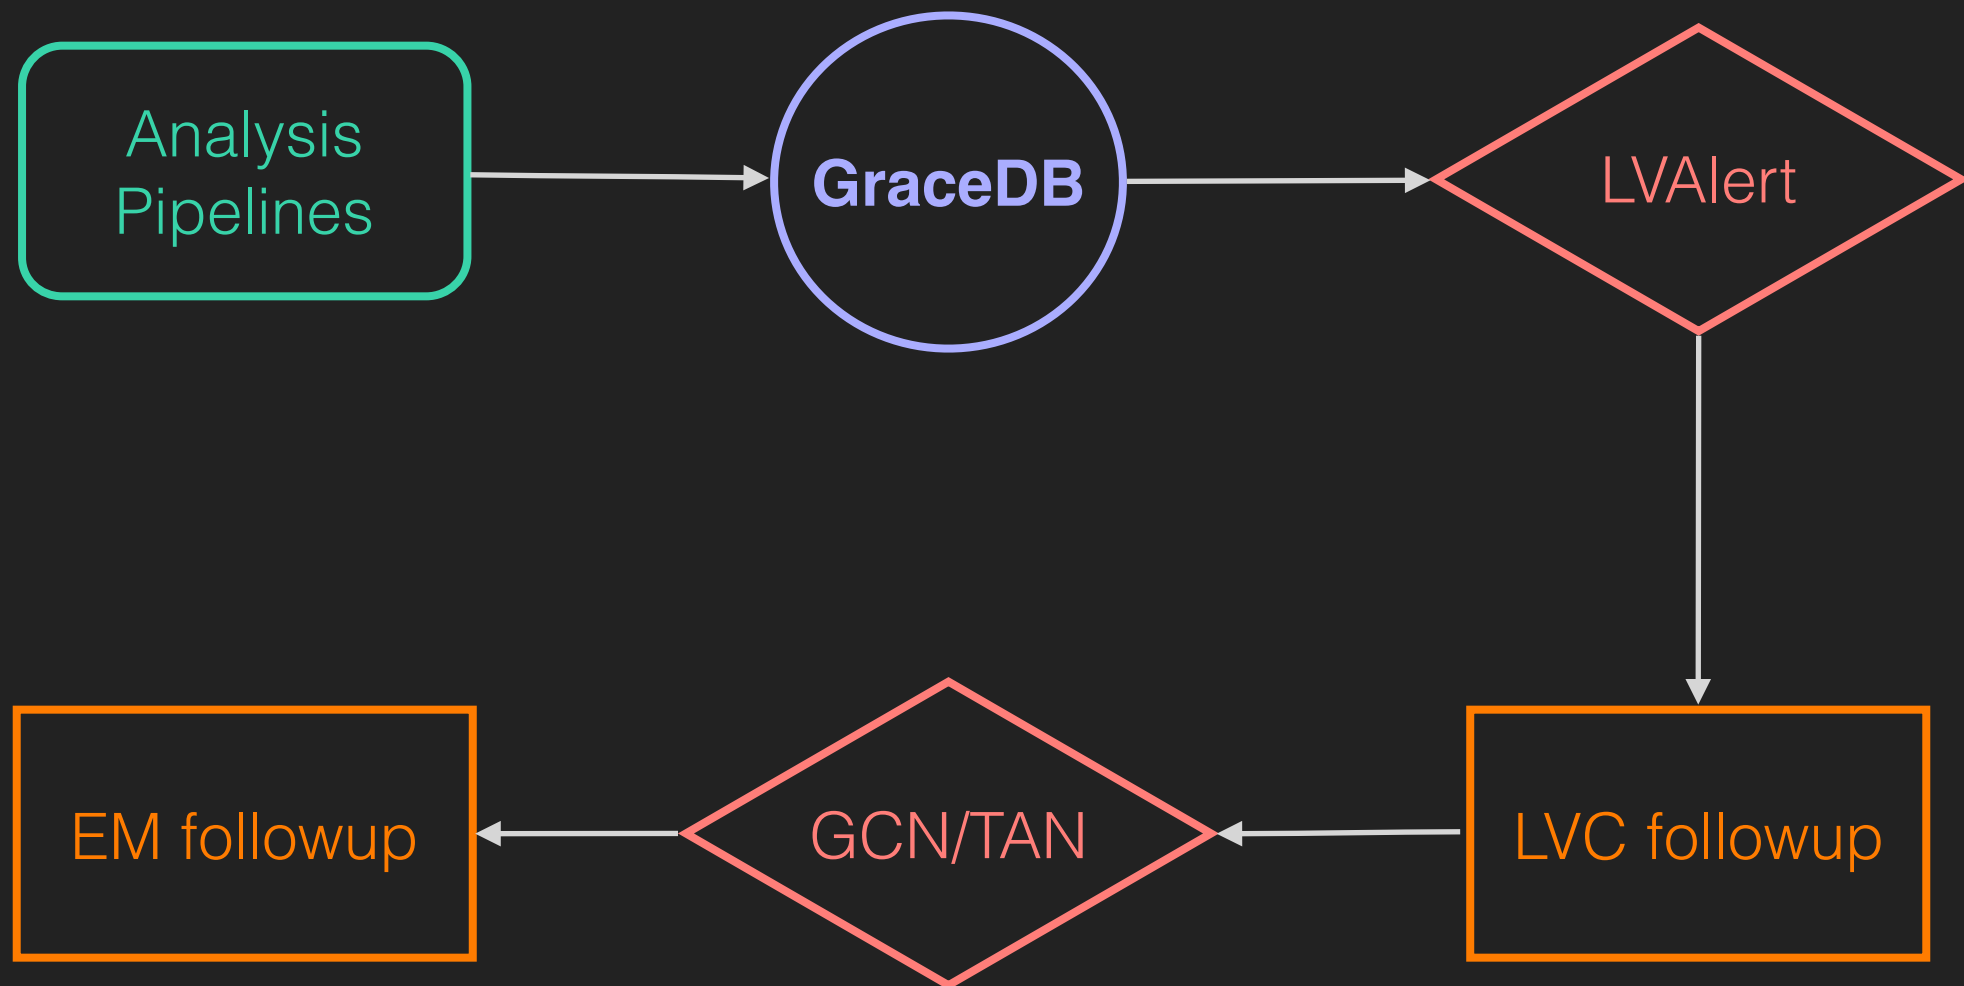 Analysis
Pipelines
GraceDB
LVAlert
EM followup
GCN/TAN
LVC followup